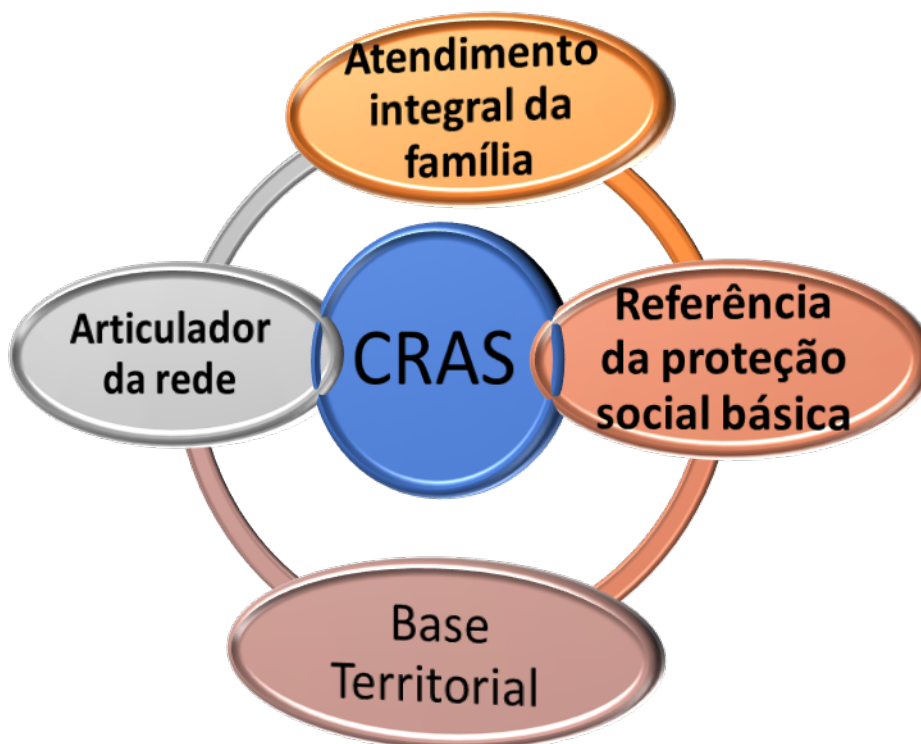 Atendimento
integral da
família
Articulador
da rede
CRAS
Referência
da proteção
social básica
Base
Territorial